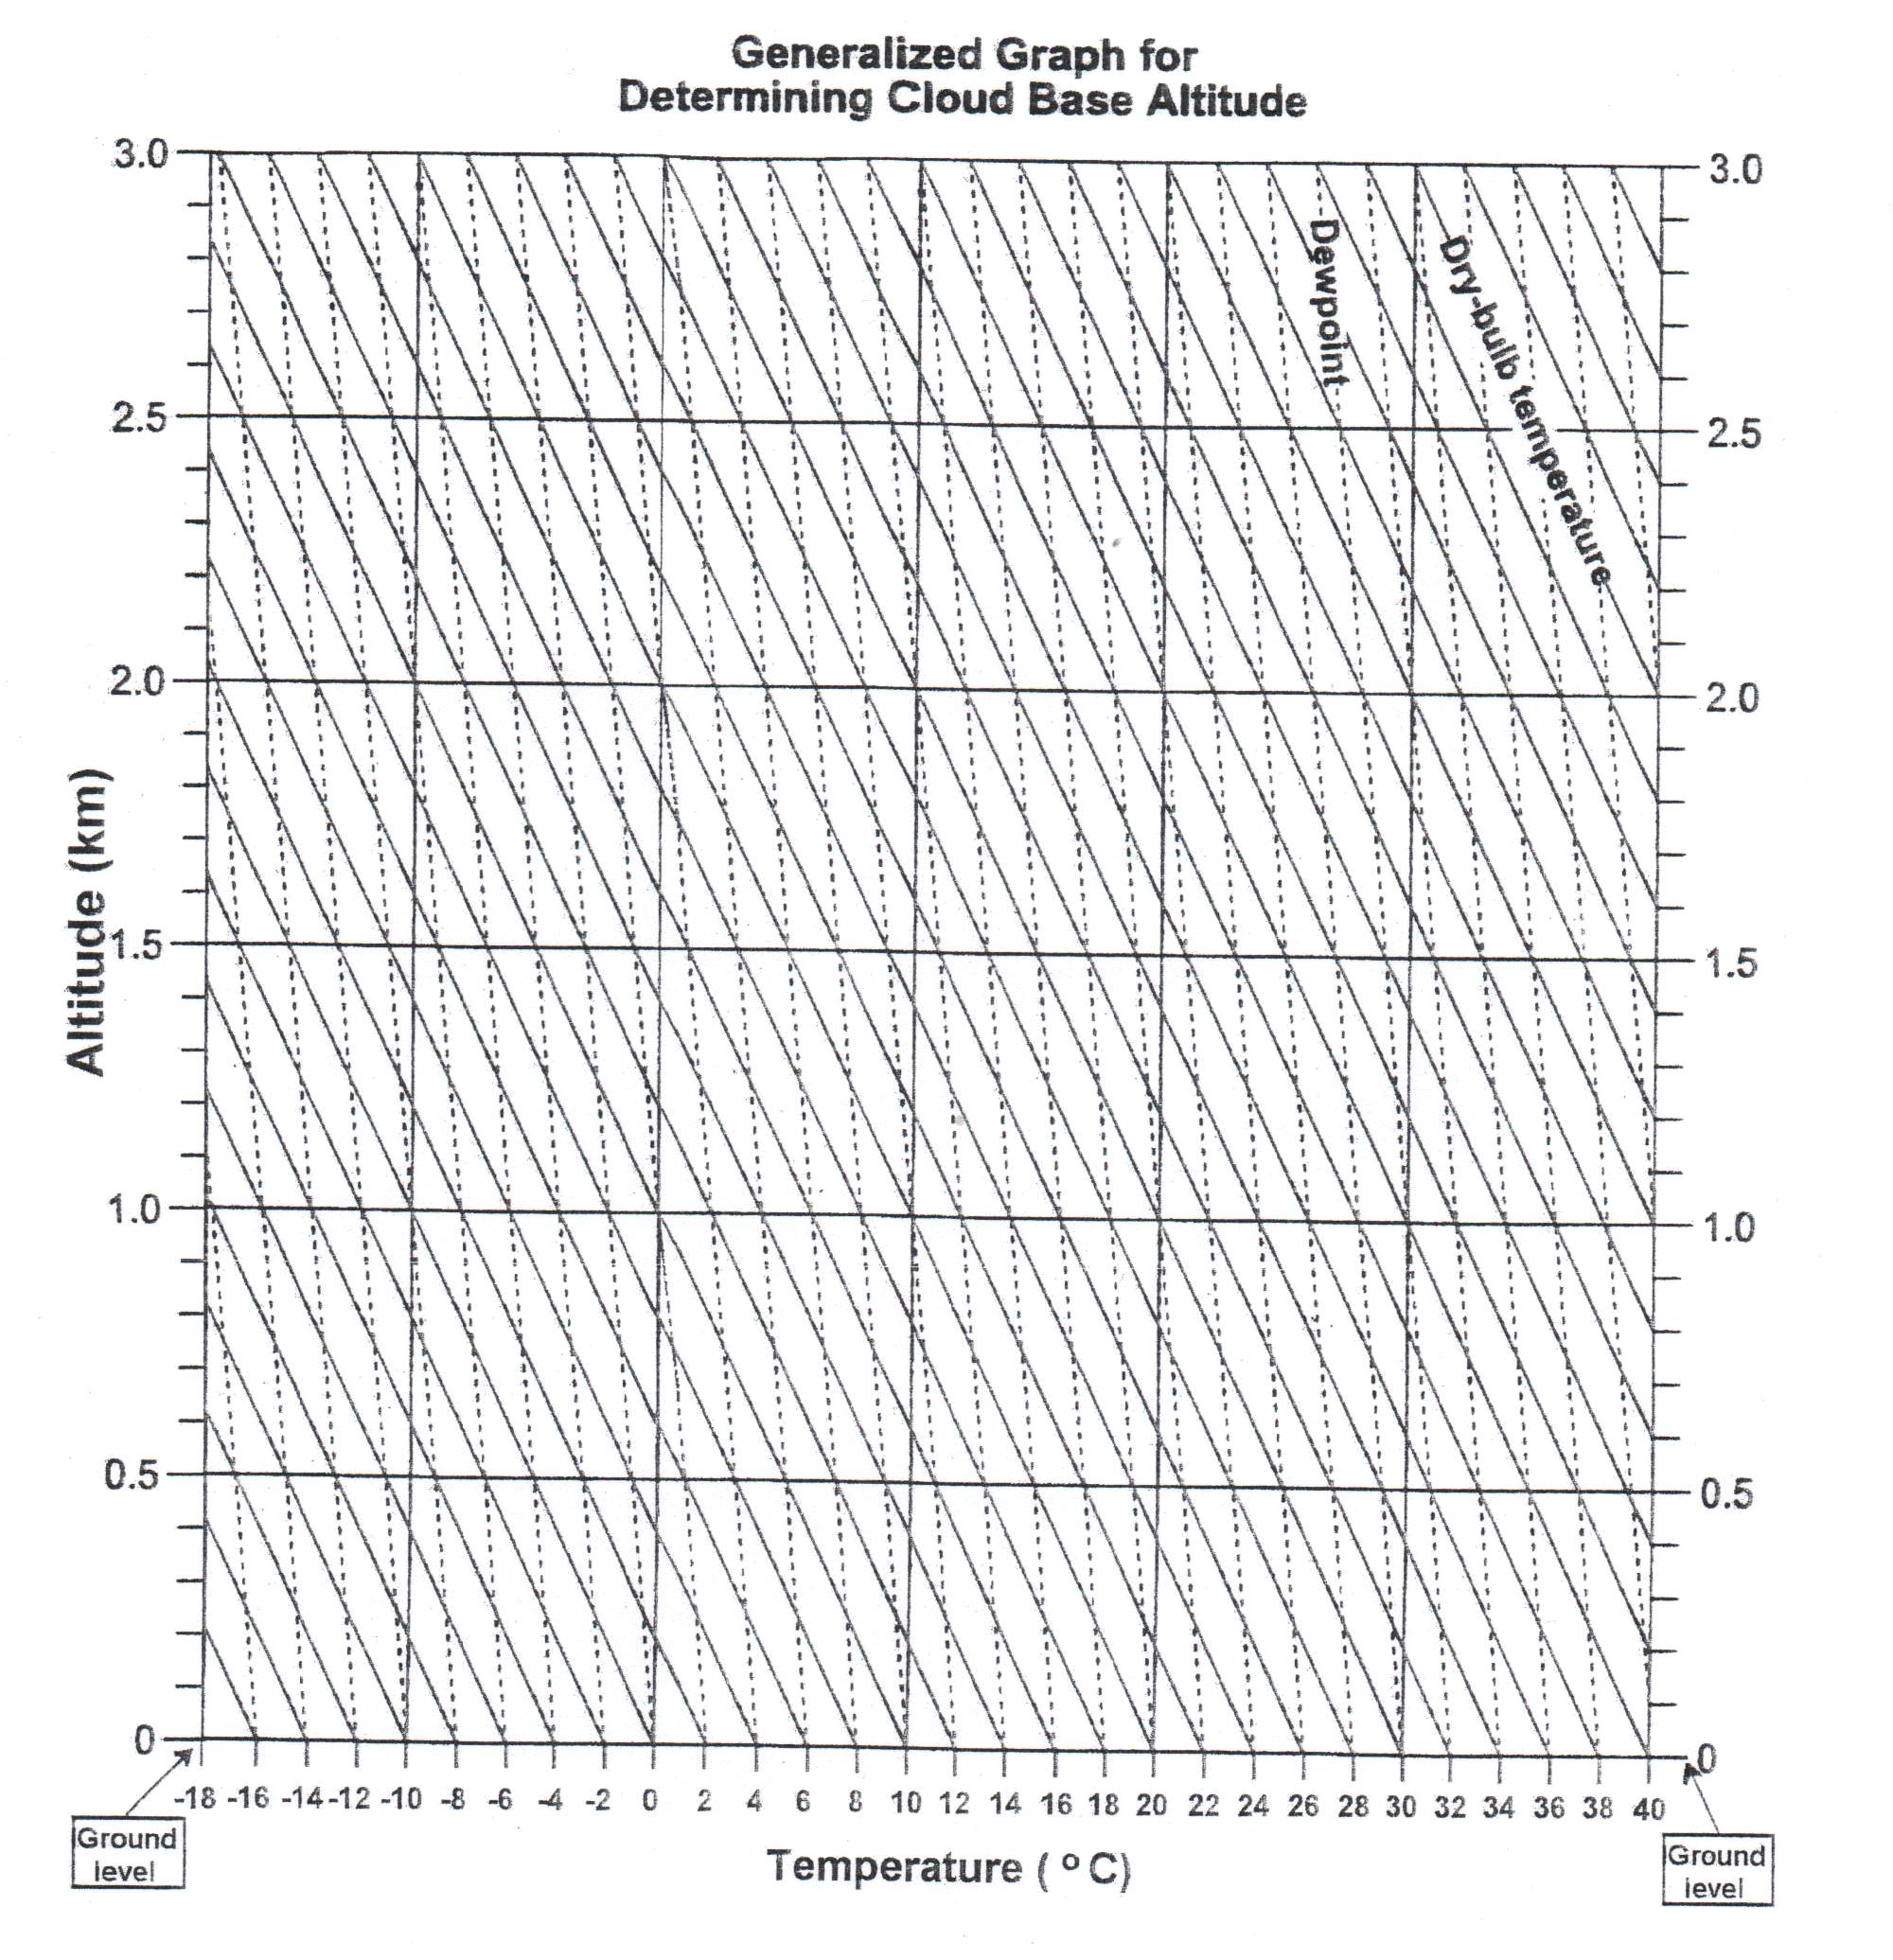 Generalized Graph for
Determining Cloud Base Altitude
3.0
3.0
Dewpoint
Dry-bulb temperature
2.5
2.5
2.0
2.0
Altitude (km)
1.5
1.5
1.0
1.0
0.5
0.5
0
0
-18 -16 -14 -12 -10 -8 -6 -4 -2 0 2 4 6 8 10 12 14 16 18 20 22 24 26 28 30 32 34 36 38 40
Ground
level
Temperature ( °C)
Ground
level